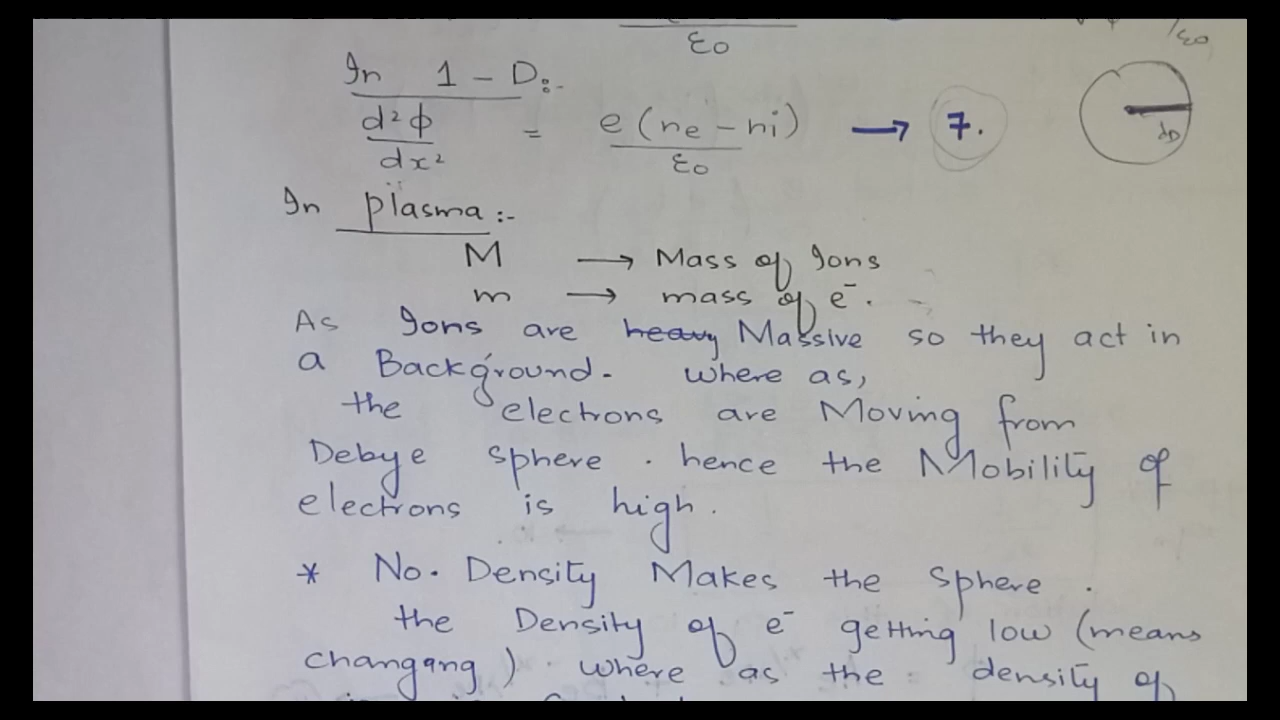 ε0
/ε0
In 1 - D:-
d²φ/dx² = e(ne - ni)/ε0 → 7.
λD
In plasma:-
M → Mass of Ions
m → mass of e⁻.
As Ions are heavy Massive so they act in
a Background. where as,
the electrons are Moving from
Debye sphere. hence the Mobility of
electrons is high.
* No. Density Makes the Sphere.
the Density of e⁻ getting low (means
changang). where as the density of